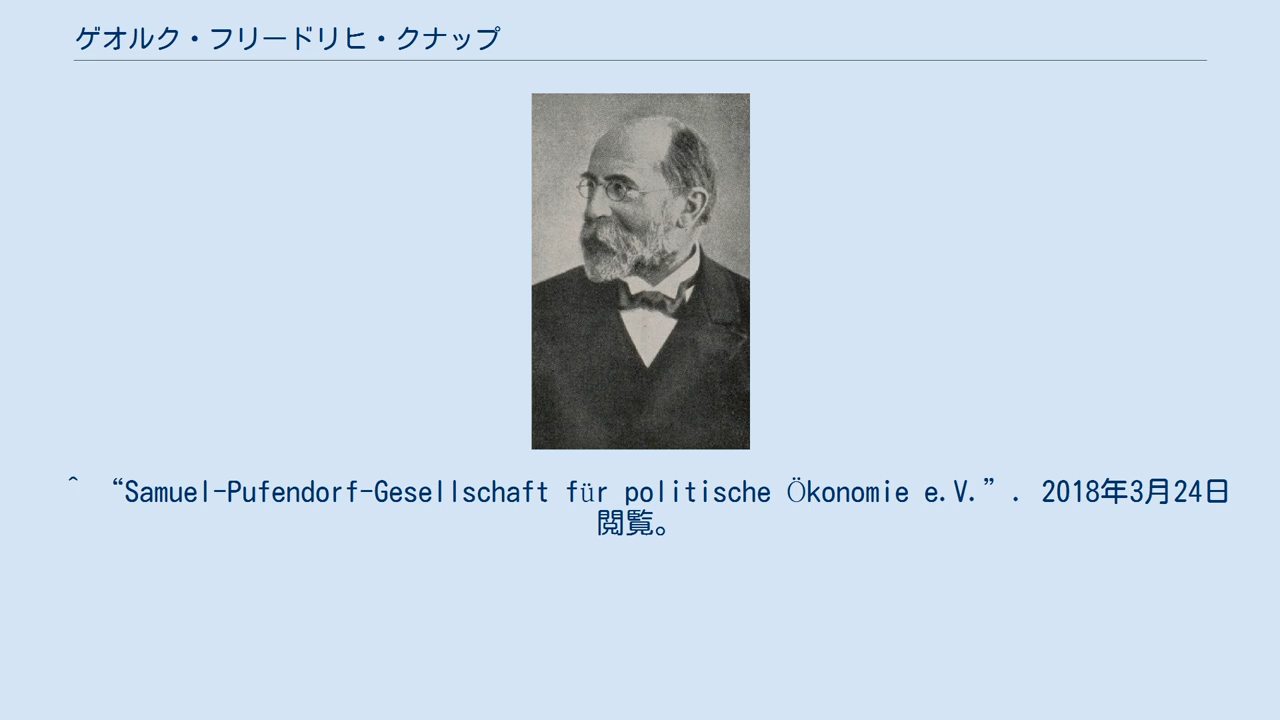 ゲオルク・フリードリヒ・クナップ
^ “Samuel-Pufendorf-Gesellschaft für politische Ökonomie e.V.”. 2018年3月24日
閲覧。